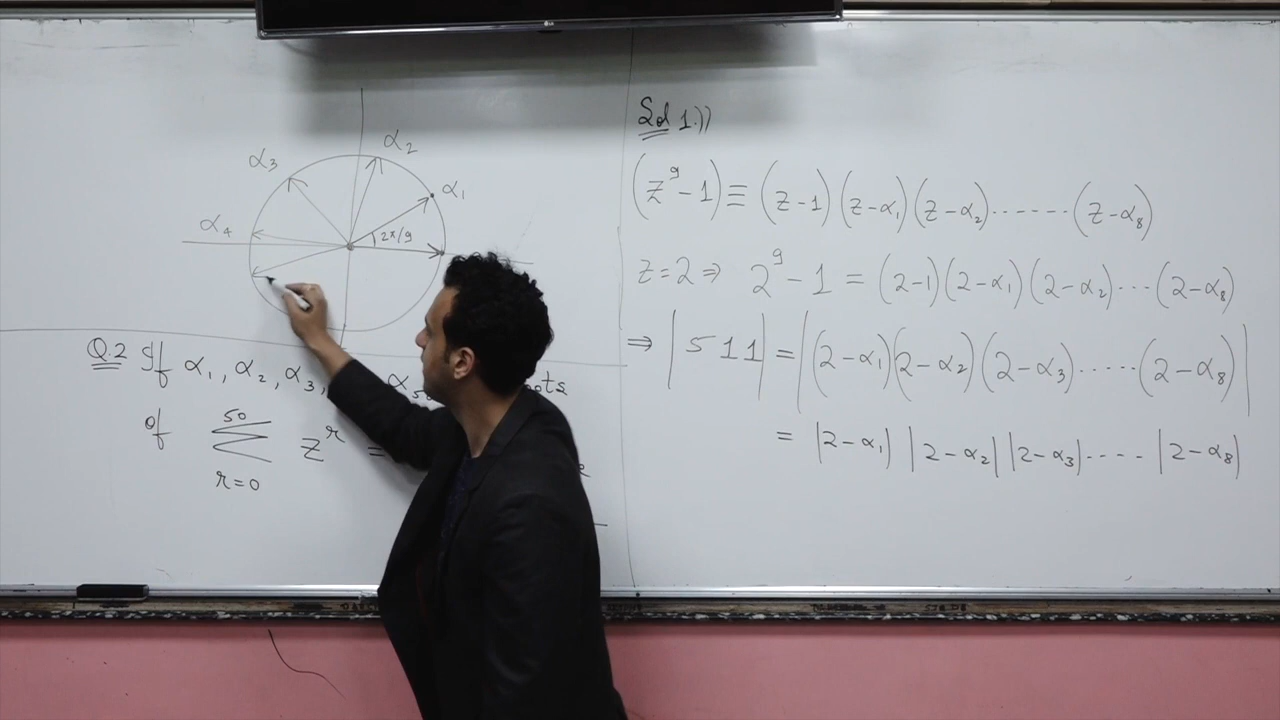 LG
α₂
α₃
α₁
α₄
2π/9
Q.2 If α₁, α₂, α₃,
of Σ z^r =
50
r=0
Sol 1.))
(z⁹-1) ≡ (z-1)(z-α₁)(z-α₂)......(z-α₈)
z=2 ⇒ 2⁹-1 = (2-1)(2-α₁)(2-α₂)...(2-α₈)
⇒ |511| = |(2-α₁)(2-α₂)(2-α₃).....(2-α₈)|
= |2-α₁| |2-α₂| |2-α₃|.... |2-α₈|